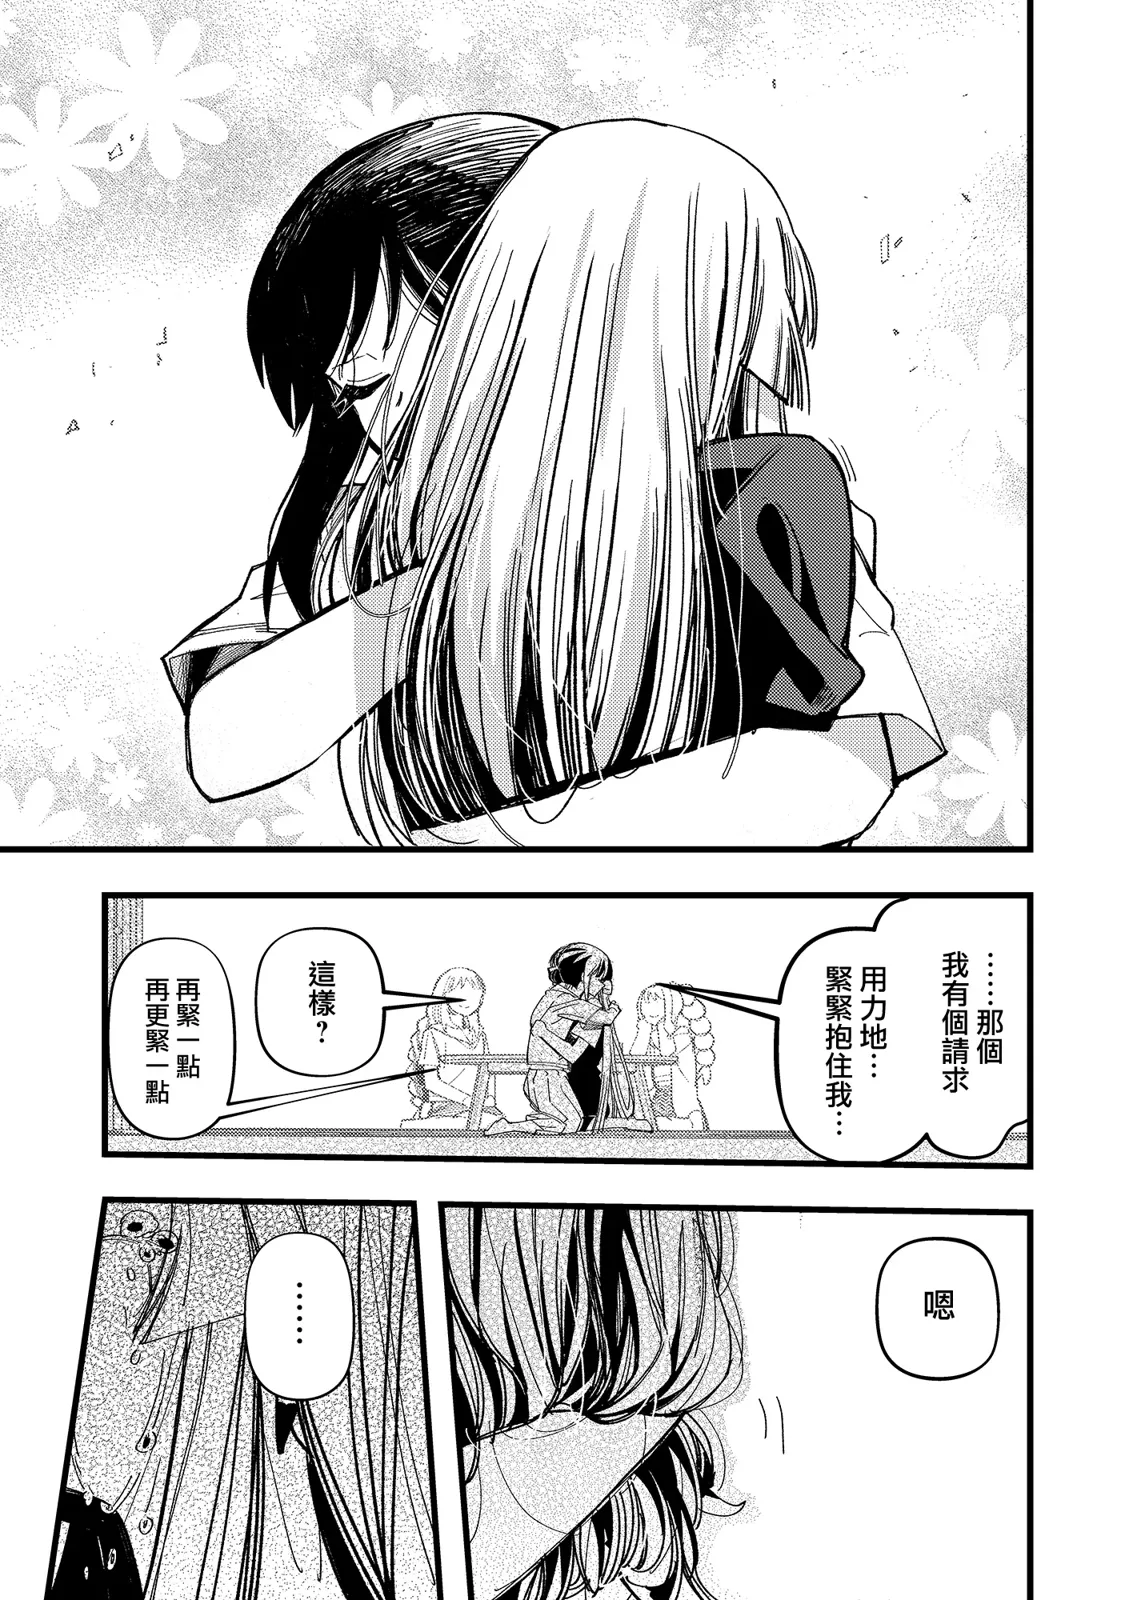 ……那個
我有個請求
用力地…
緊緊抱住我…
這樣？
再緊一點
再更緊一點
嗯
……